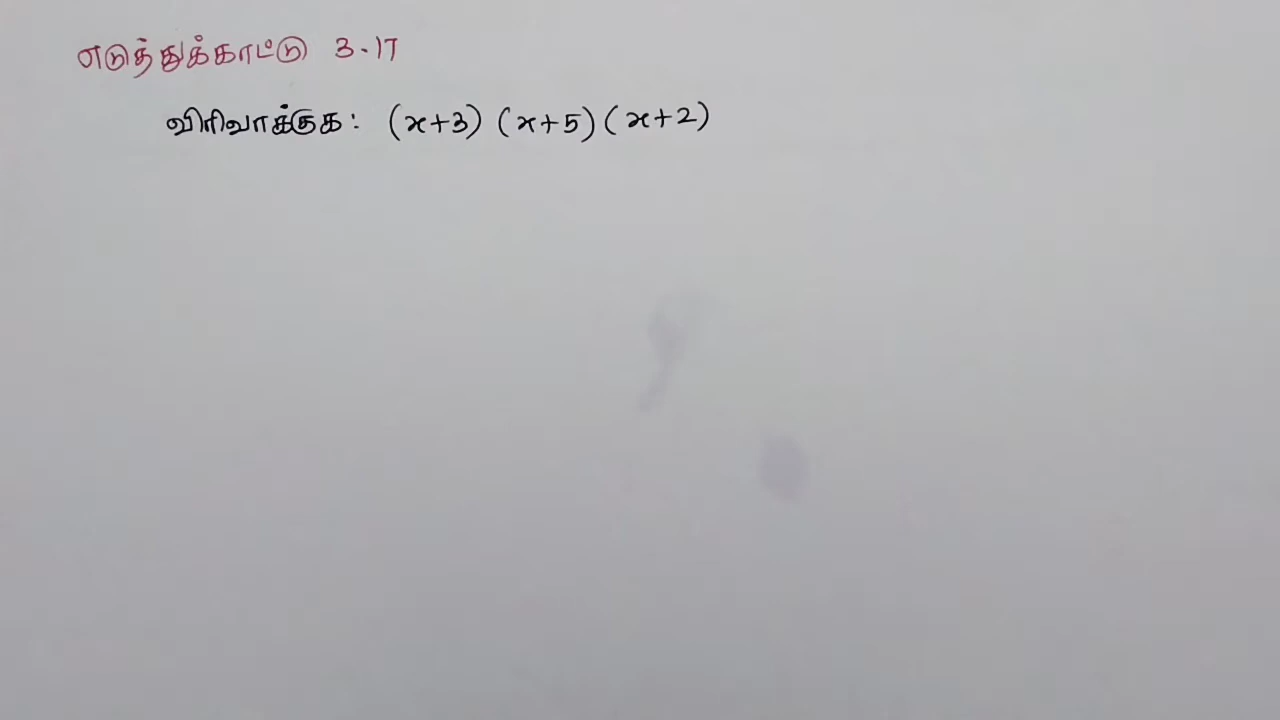 எடுத்துக்காட்டு 3.17
விரிவாக்குக: (x+3) (x+5) (x+2)